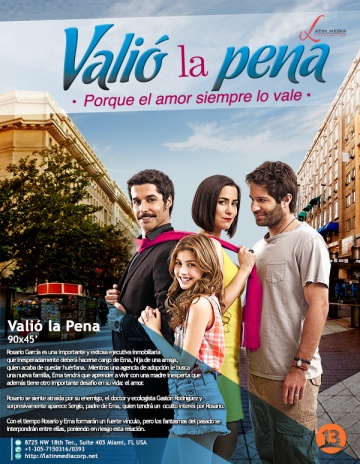 LATIN MEDIA
CORPORATION
Valió la pena
• Porque el amor siempre lo vale •
Valió la Pena
90x45'
Rosario García es una importante y exitosa ejecutiva inmobiliaria
que inesperadamente deberá hacerse cargo de Ema, hija de una amiga,
quien acaba de quedar huérfana. Mientras una agencia de adopción le busca
una nueva familia, Ema tendrá que aprender a vivir con una madre inexperta que
además tiene otro importante desafío en su vida: el amor.
Rosario se siente atraída por su enemigo, el doctor y ecologista Gastón Rodríguez y
sorpresivamente aparece Sergio, padre de Ema, quien tendrá un oculto interés por Rosario.
Con el tiempo Rosario y Ema formarán un fuerte vínculo, pero los fantasmas del pasado se
interpondrán entre ellas, poniendo en riesgo esta relación.
8725 NW 18th Ter., Suite 405 Miami, FL USA
+1-305-7150316/0393
http://latinmediacorp.net
13